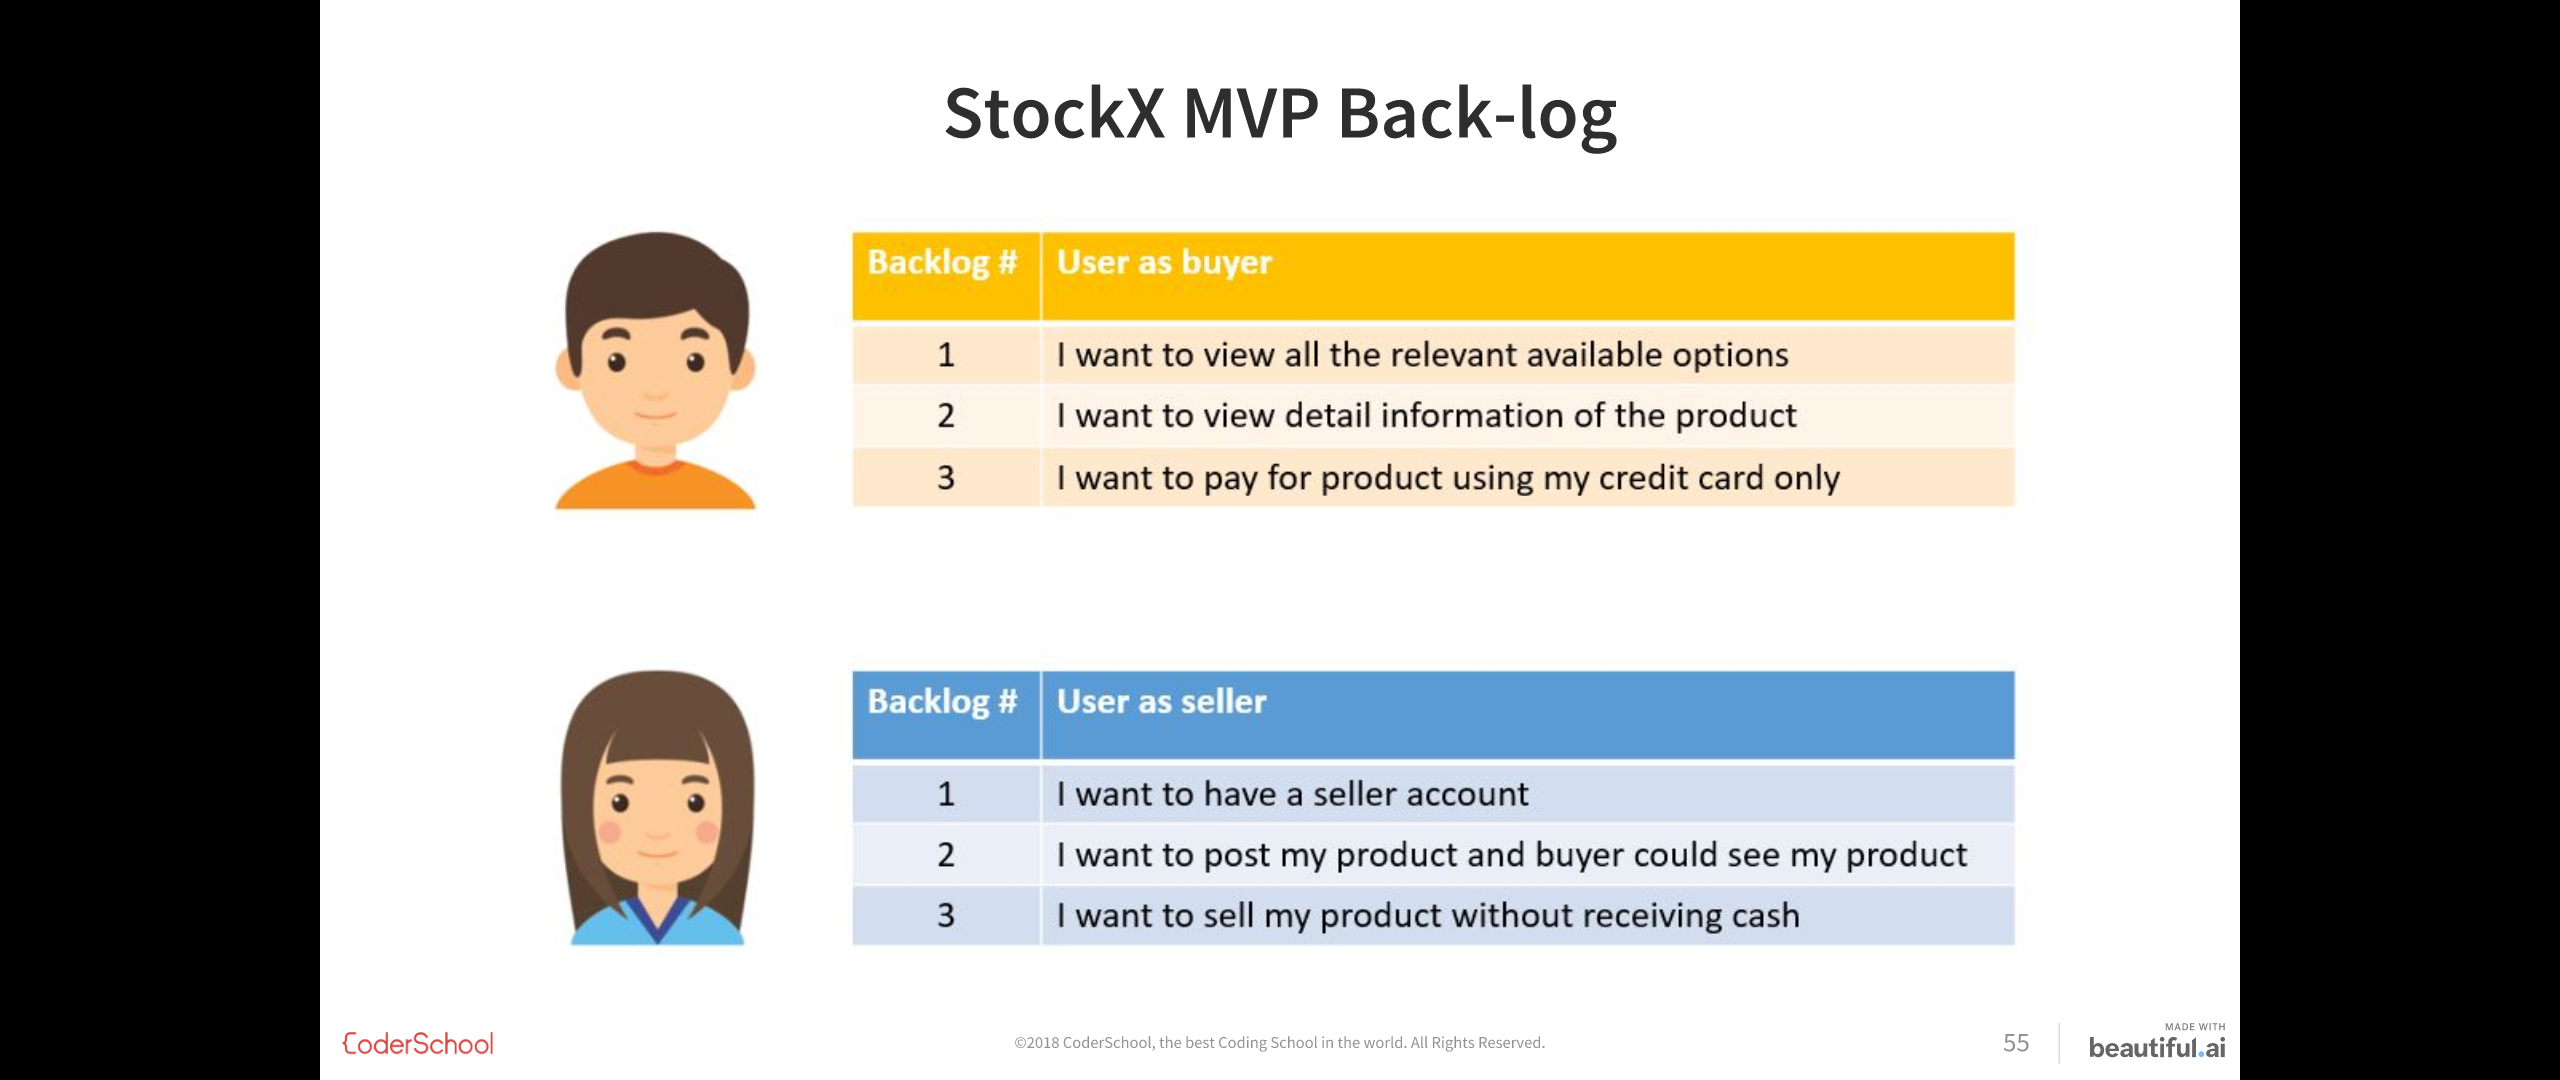 StockX MVP Back-log
Backlog # User as buyer
1 I want to view all the relevant available options
2 I want to view detail information of the product
3 I want to pay for product using my credit card only
Backlog # User as seller
1 I want to have a seller account
2 I want to post my product and buyer could see my product
3 I want to sell my product without receiving cash
CoderSchool
©2018 CoderSchool, the best Coding School in the world. All Rights Reserved.
55
MADE WITH
beautiful.ai